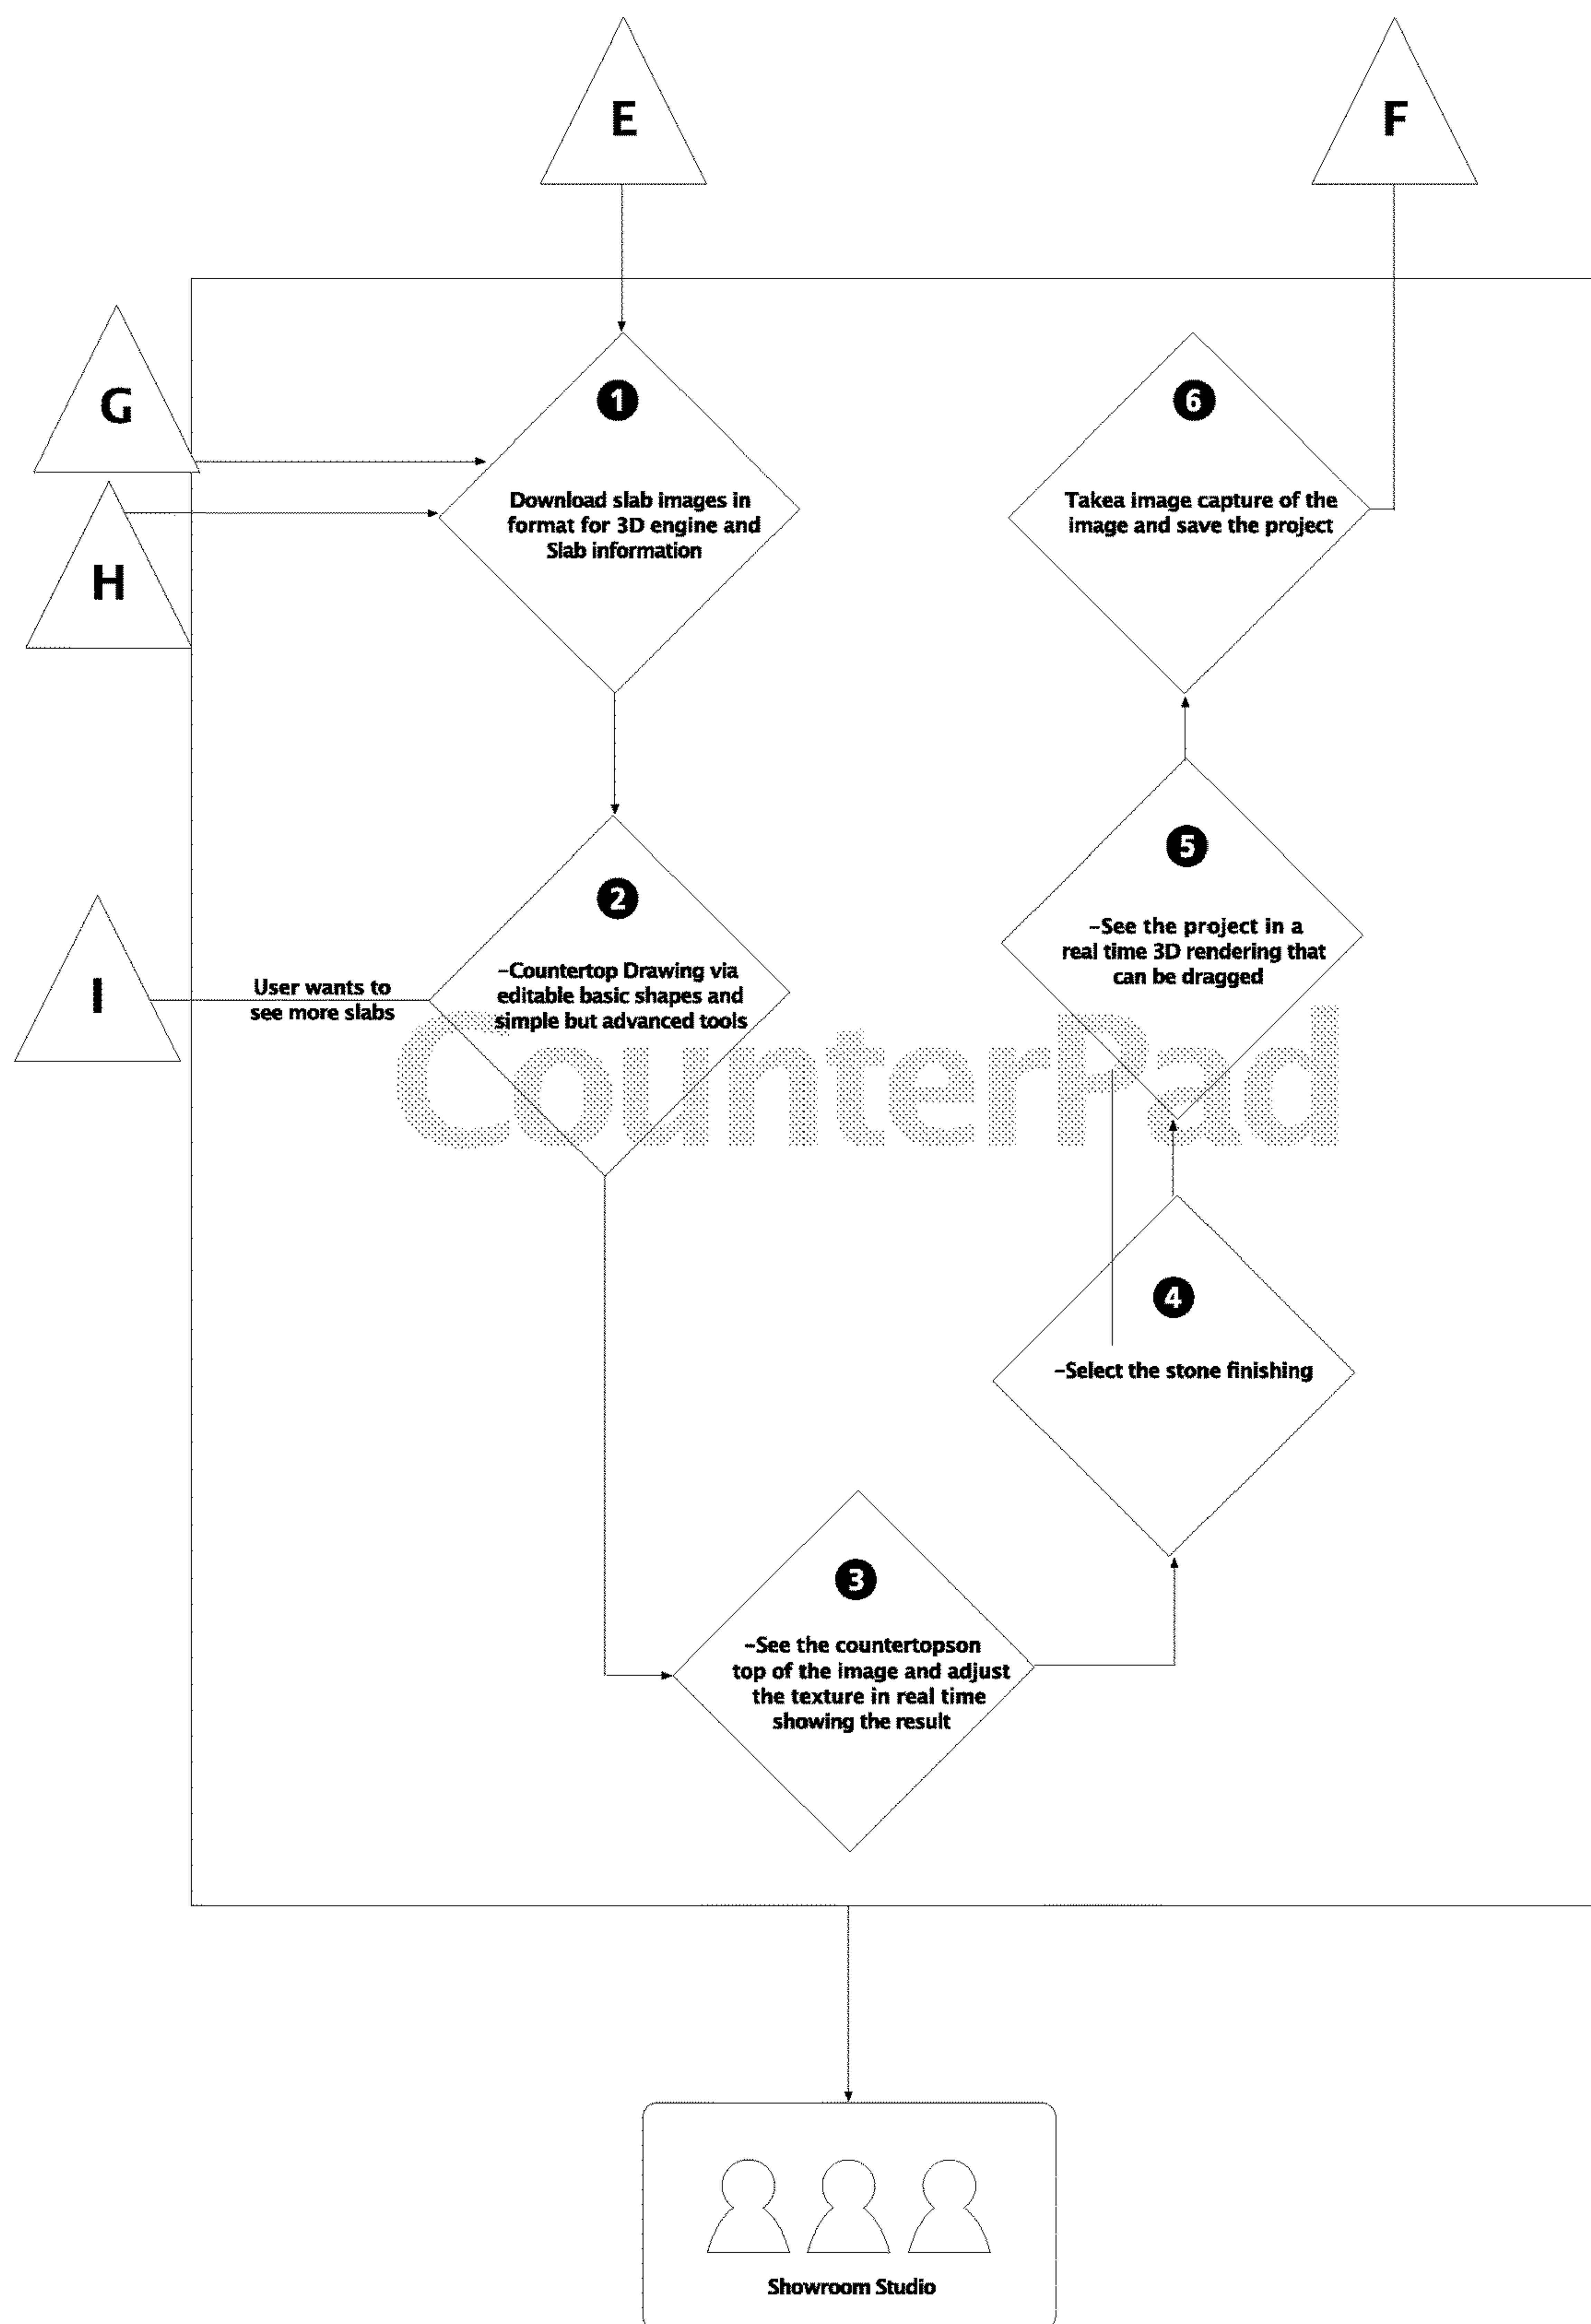 E
F
G
H
1
Download slab images in
format for 3D engine and
Slab information
6
Takea image capture of the
image and save the project
2
-Countertop Drawing via
editable basic shapes and
simple but advanced tools
I
User wants to
see more slabs
5
-See the project in a
real time 3D rendering that
can be dragged
CounterPad
4
-Select the stone finishing
3
-See the countertopson
top of the image and adjust
the texture in real time
showing the result
Showroom Studio